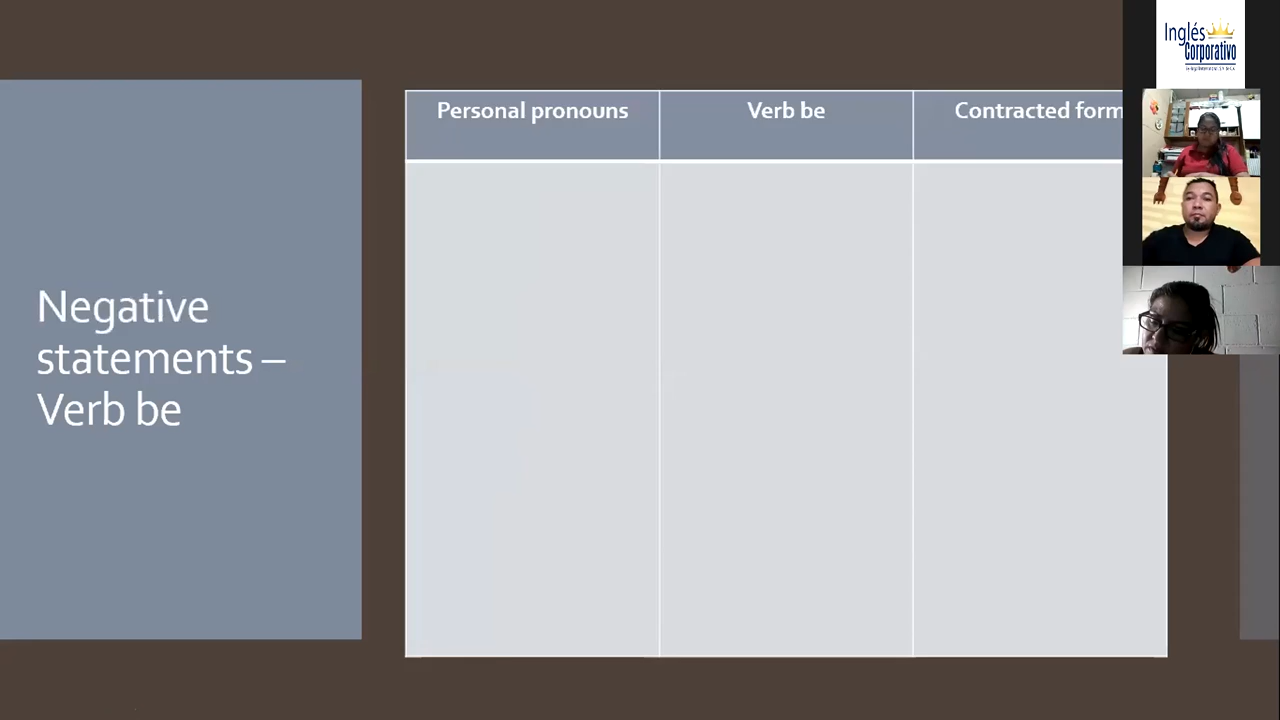 Negative
statements –
Verb be
Personal pronouns
Verb be
Contracted form
Inglés
Corporativo